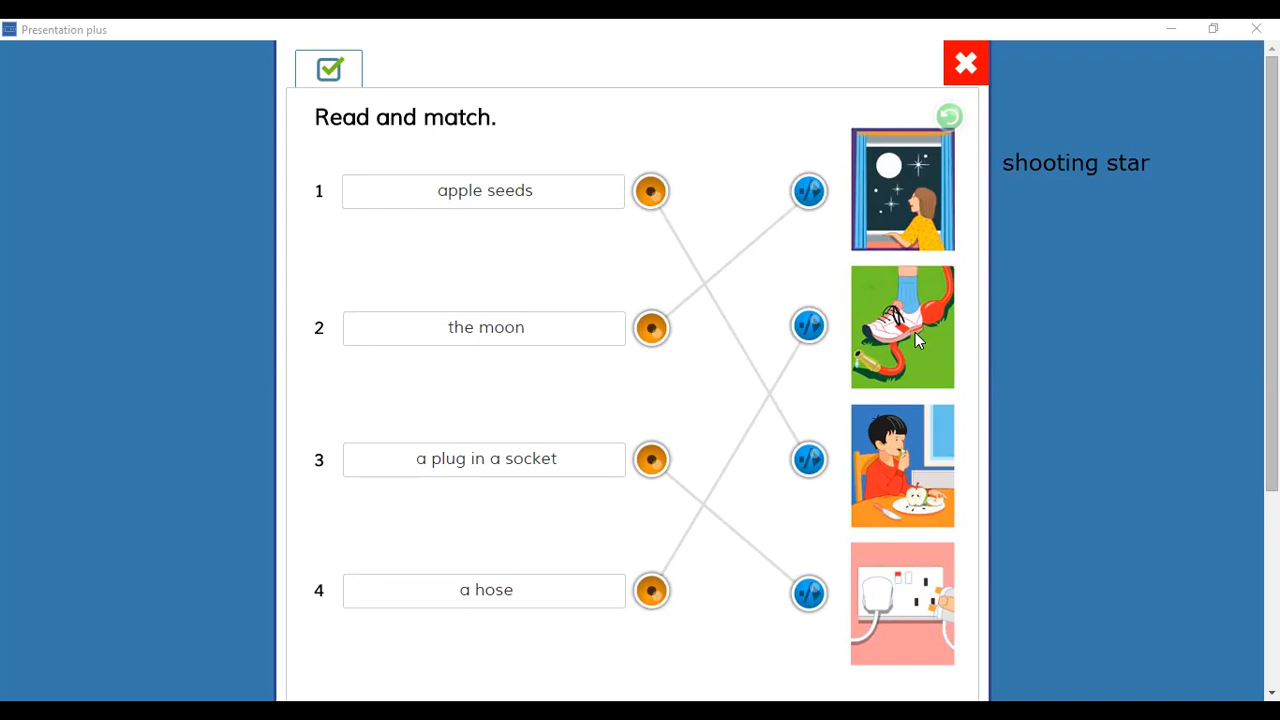 Presentation plus
Read and match.
shooting star
1 apple seeds
2 the moon
3 a plug in a socket
4 a hose